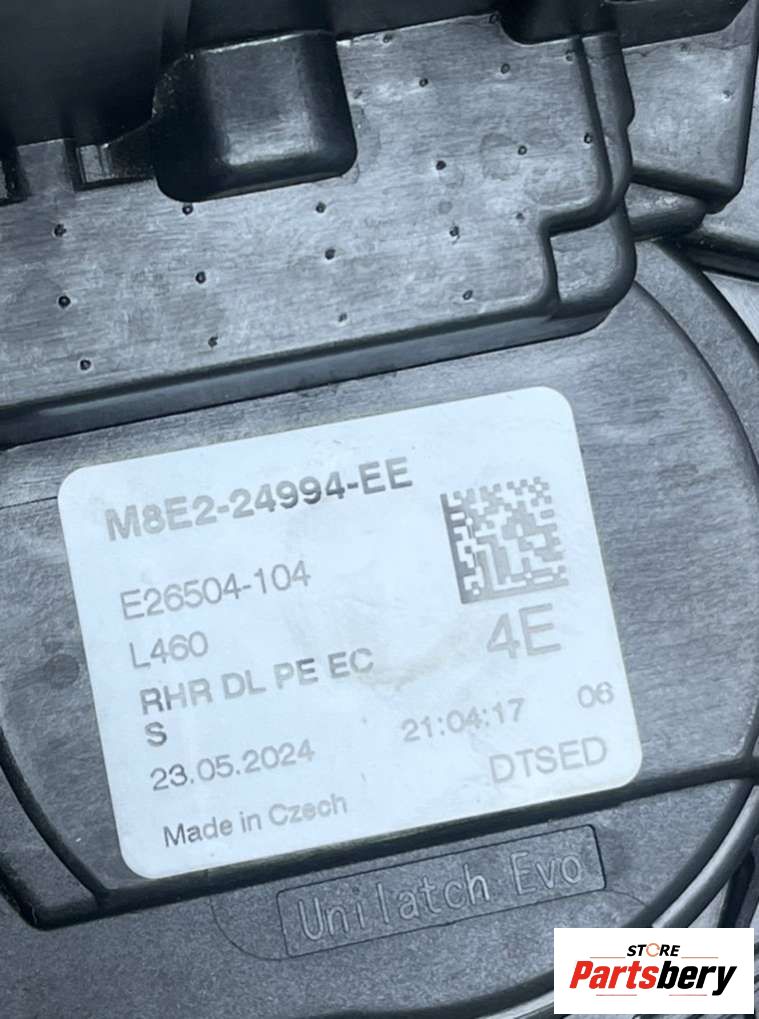 M8E2-24994-EE
E26504-104
L460
4E
RHR DL PE EC
S
23.05.2024 21:04:17 06
Made in Czech DTSED
Unilatch Evo
STORE
Partsbery